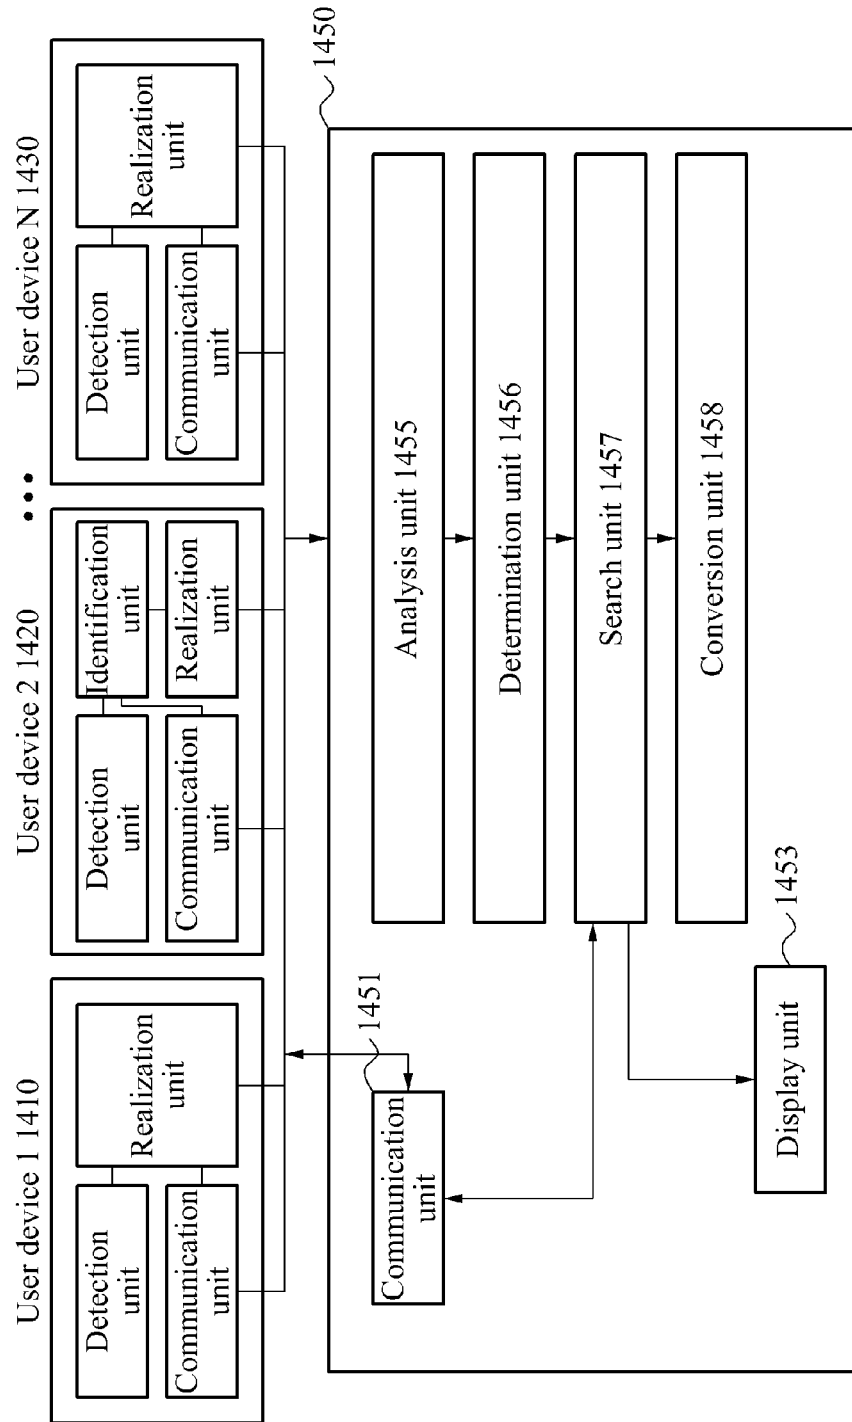 User device 1 1410
Detection
unit
Communication
unit
Realization
unit
User device 2 1420
Detection
unit
Communication
unit
Identification
unit
Realization
unit
...
User device N 1430
Detection
unit
Communication
unit
Realization
unit
1450
Communication
unit
1451
Analysis unit 1455
Determination unit 1456
Search unit 1457
Conversion unit 1458
Display unit
1453